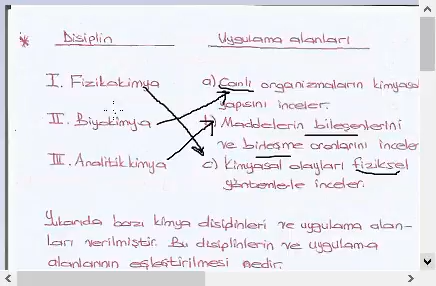 * Disiplin Uygulama alanları
I. Fizikokimya a) Canlı organizmaların kimyasal
yapısını inceler.
II. Biyokimya b) Maddelerin bileşenlerini
ve birleşme oranlarını inceler
III. Analitik kimya c) Kimyasal olayları fiziksel
yöntemlerle inceler.
Yukarıda bazı kimya disiplinleri ve uygulama alan-
ları verilmiştir. Bu disiplinlerin ve uygulama
alanlarının eşleştirilmesi nedir.